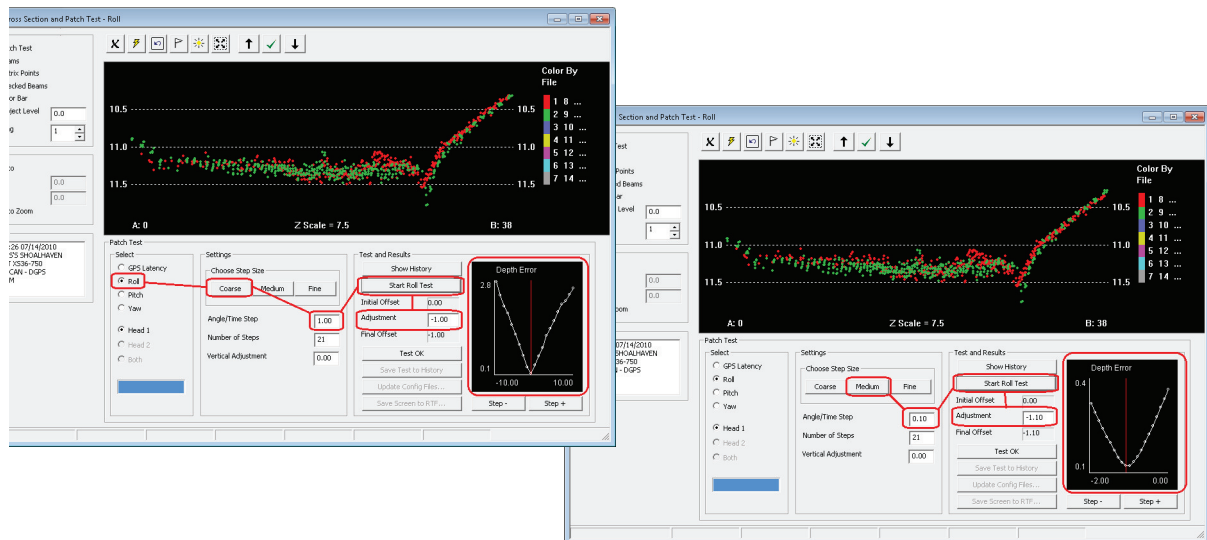 ross Section and Patch Test - Roll
tch Test
ams
trix Points
acked Beams
or Bar
ject Level 0.0
g 1
to
0.0
0.0
to Zoom
:26 07/14/2010
S'S SHOALHAVEN
T XS36-750
CAN - DGPS
M
Color By
File
1 8 ...
2 9 ...
3 10 ...
4 11 ...
5 12 ...
6 13 ...
7 14 ...
10.5 10.5
11.0 11.0
11.5 11.5
A: 0 Z Scale = 7.5 B: 38
Patch Test
Select
GPS Latency
Roll
Pitch
Yaw
Head 1
Head 2
Both
Settings
Choose Step Size
Coarse Medium Fine
Angle/Time Step 1.00
Number of Steps 21
Vertical Adjustment 0.00
Test and Results
Show History
Start Roll Test
Initial Offset 0.00
Adjustment -1.00
Final Offset -1.00
Test OK
Save Test to History
Update Config Files...
Save Screen to RTF...
Depth Error
2.8
0.1
-10.00 10.00
Step - Step +
Section and Patch Test - Roll
Test
Points
d Beams
ar
Level 0.0
1
0.0
0.0
oom
07/14/2010
SHOALHAVEN
36-750
N - DGPS
Color By
File
1 8 ...
2 9 ...
3 10 ...
4 11 ...
5 12 ...
6 13 ...
7 14 ...
10.5 10.5
11.0 11.0
11.5 11.5
A: 0 Z Scale = 7.5 B: 38
Patch Test
Select
GPS Latency
Roll
Pitch
Yaw
Head 1
Head 2
Both
Settings
Choose Step Size
Coarse Medium Fine
Angle/Time Step 0.10
Number of Steps 21
Vertical Adjustment 0.00
Test and Results
Show History
Start Roll Test
Initial Offset 0.00
Adjustment -1.10
Final Offset -1.10
Test OK
Save Test to History
Update Config Files...
Save Screen to RTF...
Depth Error
0.4
0.1
-2.00 0.00
Step - Step +